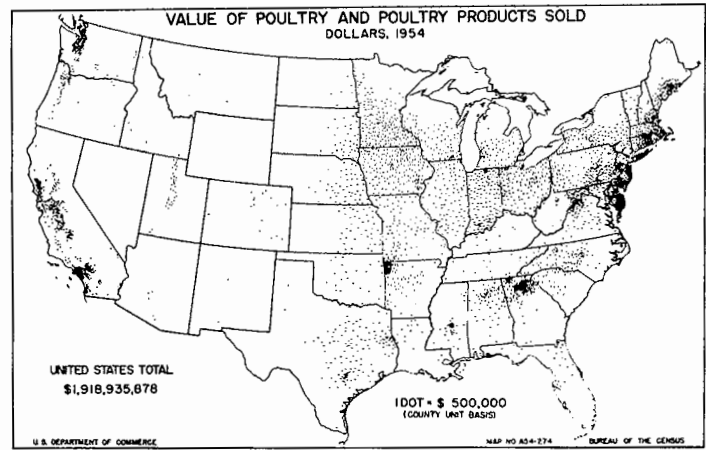 VALUE OF POULTRY AND POULTRY PRODUCTS SOLD
DOLLARS, 1954
UNITED STATES TOTAL
$1,918,935,878
1 DOT = $ 500,000
(COUNTY UNIT BASIS)
U. S. DEPARTMENT OF COMMERCE
MAP NO A54-274
BUREAU OF THE CENSUS